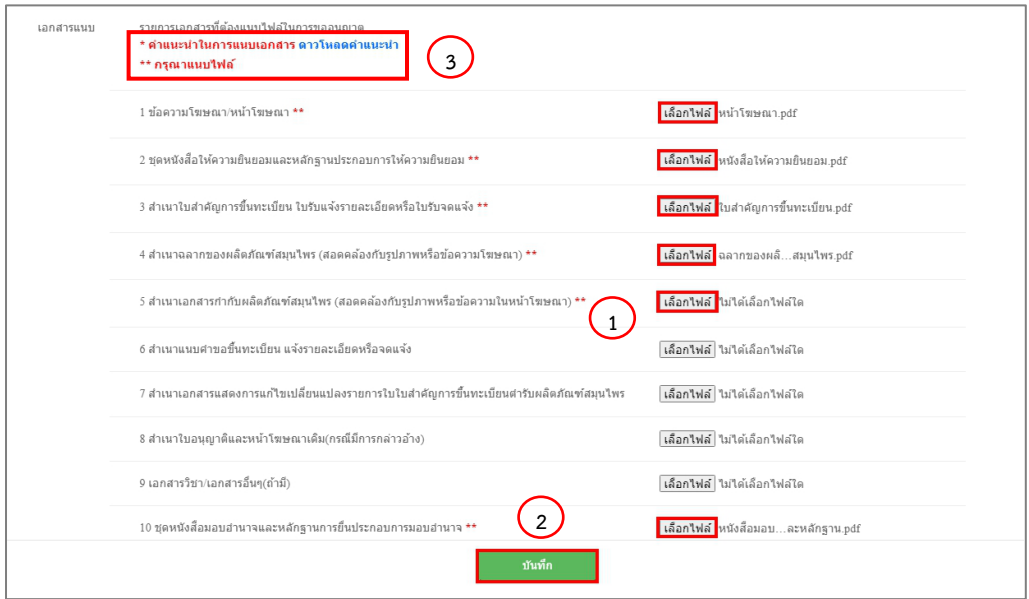 เอกสารแนบ
รายการเอกสารที่ต้องแนบไฟล์ในการขออนุญาต
* คำแนะนำในการแนบเอกสาร ดาวโหลดคำแนะนำ
** กรุณาแนบไฟล์
3
1 ข้อความโฆษณา/หน้าโฆษณา ** เลือกไฟล์ หน้าโฆษณา.pdf
2 ชุดหนังสือให้ความยินยอมและหลักฐานประกอบการให้ความยินยอม ** เลือกไฟล์ หนังสือให้ความยินยอม.pdf
3 สำเนาใบสำคัญการขึ้นทะเบียน ใบรับแจ้งรายละเอียดหรือใบรับจดแจ้ง ** เลือกไฟล์ ใบสำคัญการขึ้นทะเบียน.pdf
4 สำเนาฉลากของผลิตภัณฑ์สมุนไพร (สอดคล้องกับรูปภาพหรือข้อความโฆษณา) ** เลือกไฟล์ ฉลากของผลิ...สมุนไพร.pdf
5 สำเนาเอกสารกำกับผลิตภัณฑ์สมุนไพร (สอดคล้องกับรูปภาพหรือข้อความในหน้าโฆษณา) ** เลือกไฟล์ ไม่ได้เลือกไฟล์ใด
1
6 สำเนาแบบคำขอขึ้นทะเบียน แจ้งรายละเอียดหรือจดแจ้ง เลือกไฟล์ ไม่ได้เลือกไฟล์ใด
7 สำเนาเอกสารแสดงการแก้ไขเปลี่ยนแปลงรายการในใบสำคัญการขึ้นทะเบียนตำรับผลิตภัณฑ์สมุนไพร เลือกไฟล์ ไม่ได้เลือกไฟล์ใด
8 สำเนาใบอนุญาติและหน้าโฆษณาเดิม(กรณีมีการกล่าวอ้าง) เลือกไฟล์ ไม่ได้เลือกไฟล์ใด
9 เอกสารวิชา/เอกสารอื่นๆ(ถ้ามี) เลือกไฟล์ ไม่ได้เลือกไฟล์ใด
2
10 ชุดหนังสือมอบอำนาจและหลักฐานการยื่นประกอบการมอบอำนาจ ** เลือกไฟล์ หนังสือมอบ...ละหลักฐาน.pdf
บันทึก